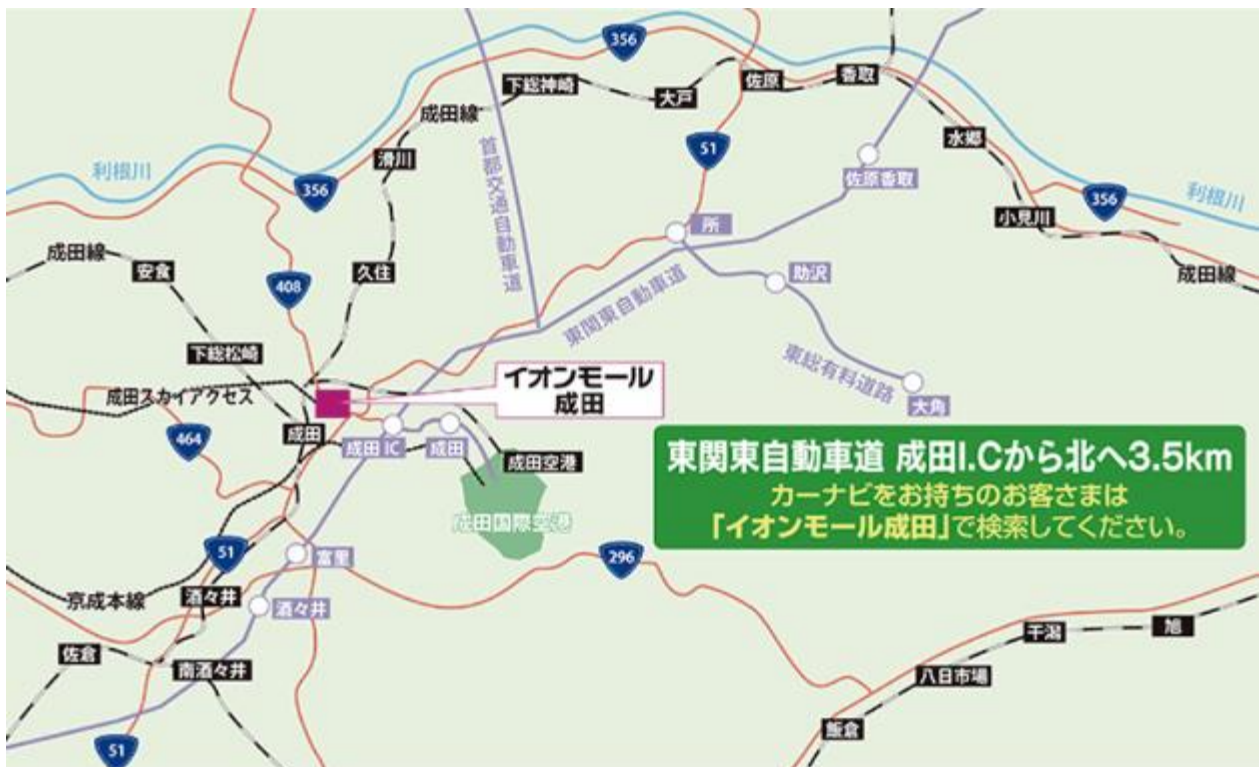 356
下総神崎
大戸
佐原
香取
成田線
51
水郷
滑川
首都交通自動車道
佐原香取
利根川
356
利根川
356
所
小見川
成田線
安食
久住
助沢
成田線
408
東関東自動車道
下総松崎
東総有料道路
イオンモール
成田
成田スカイアクセス
大角
464
成田
成田IC
成田
成田空港
東関東自動車道 成田I.Cから北へ3.5km
カーナビをお持ちのお客さまは
「イオンモール成田」で検索してください。
成田国際空港
51
富里
296
京成本線
酒々井
酒々井
佐倉
南酒々井
干潟
旭
八日市場
飯倉
51